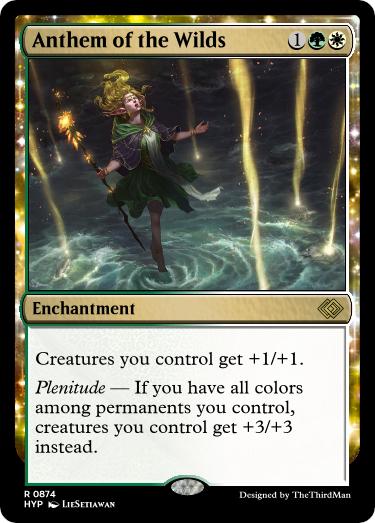 Anthem of the Wilds 1
Enchantment
Creatures you control get +1/+1.
Plenitude — If you have all colors
among permanents you control,
creatures you control get +3/+3
instead.
R 0874
HYP LieSetiawan
Designed by TheThirdMan